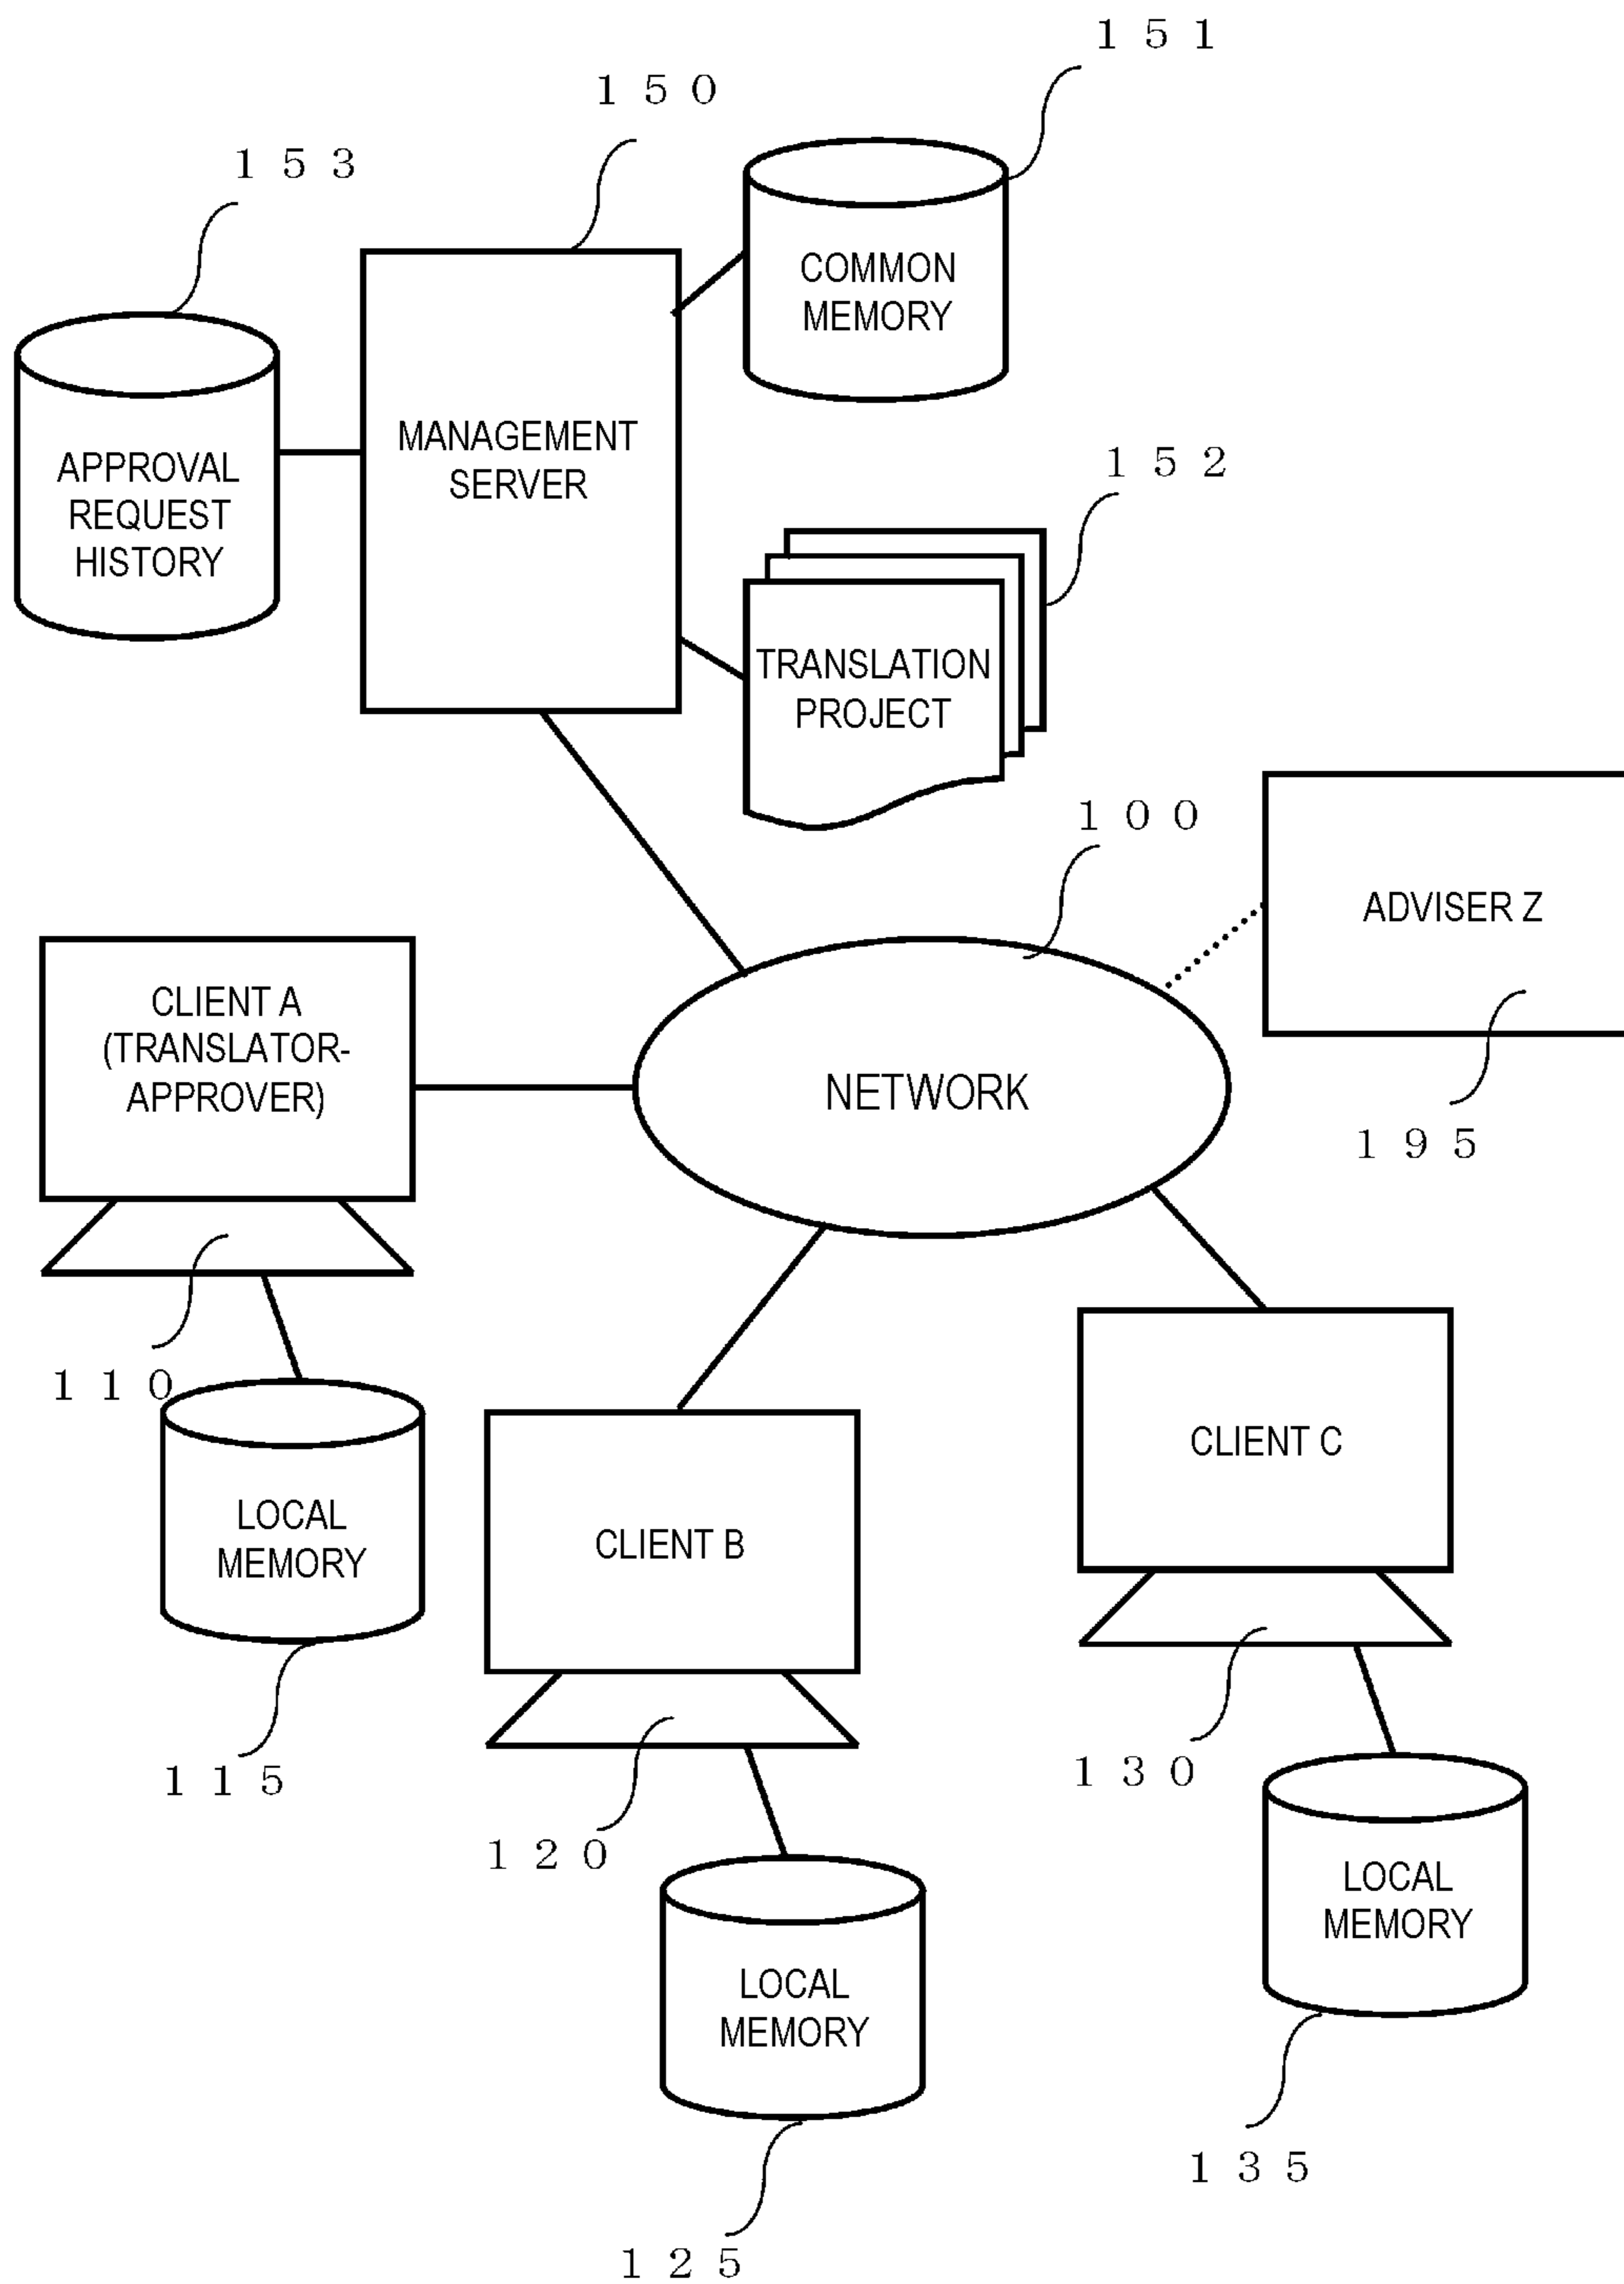 １５１
１５０
１５３
COMMON
MEMORY
MANAGEMENT
SERVER
APPROVAL
REQUEST
HISTORY
１５２
TRANSLATION
PROJECT
１００
ADVISER Z
CLIENT A
(TRANSLATOR-
APPROVER)
NETWORK
１９５
１１０
CLIENT C
LOCAL
MEMORY
CLIENT B
１１５
１３０
１２０
LOCAL
MEMORY
LOCAL
MEMORY
１３５
１２５